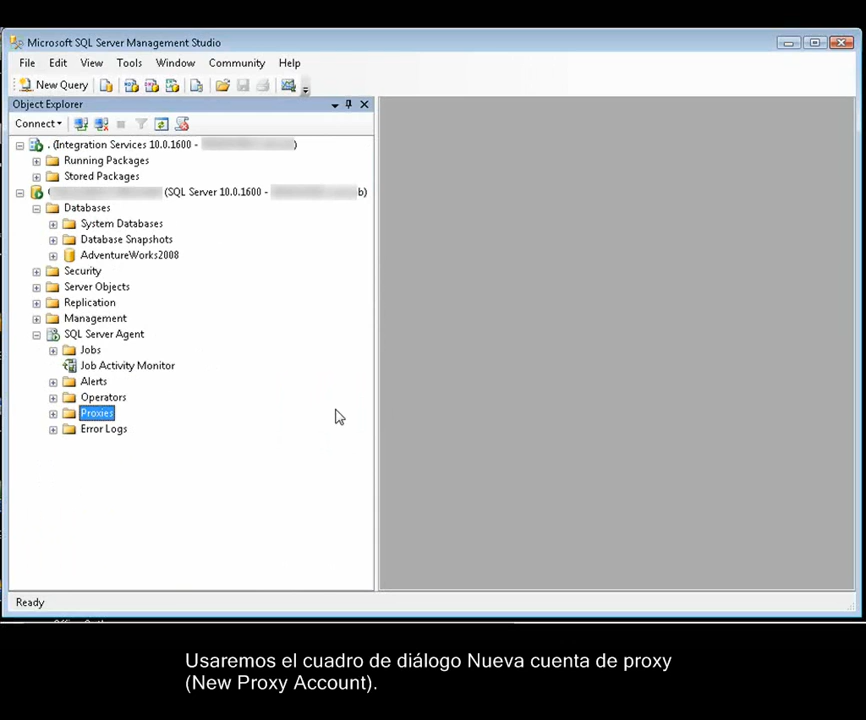 Microsoft SQL Server Management Studio
File Edit View Tools Window Community Help
New Query
Object Explorer
Connect
. (Integration Services 10.0.1600 - )
Running Packages
Stored Packages
(SQL Server 10.0.1600 - b)
Databases
System Databases
Database Snapshots
AdventureWorks2008
Security
Server Objects
Replication
Management
SQL Server Agent
Jobs
Job Activity Monitor
Alerts
Operators
Proxies
Error Logs
Ready
Usaremos el cuadro de diálogo Nueva cuenta de proxy
(New Proxy Account).